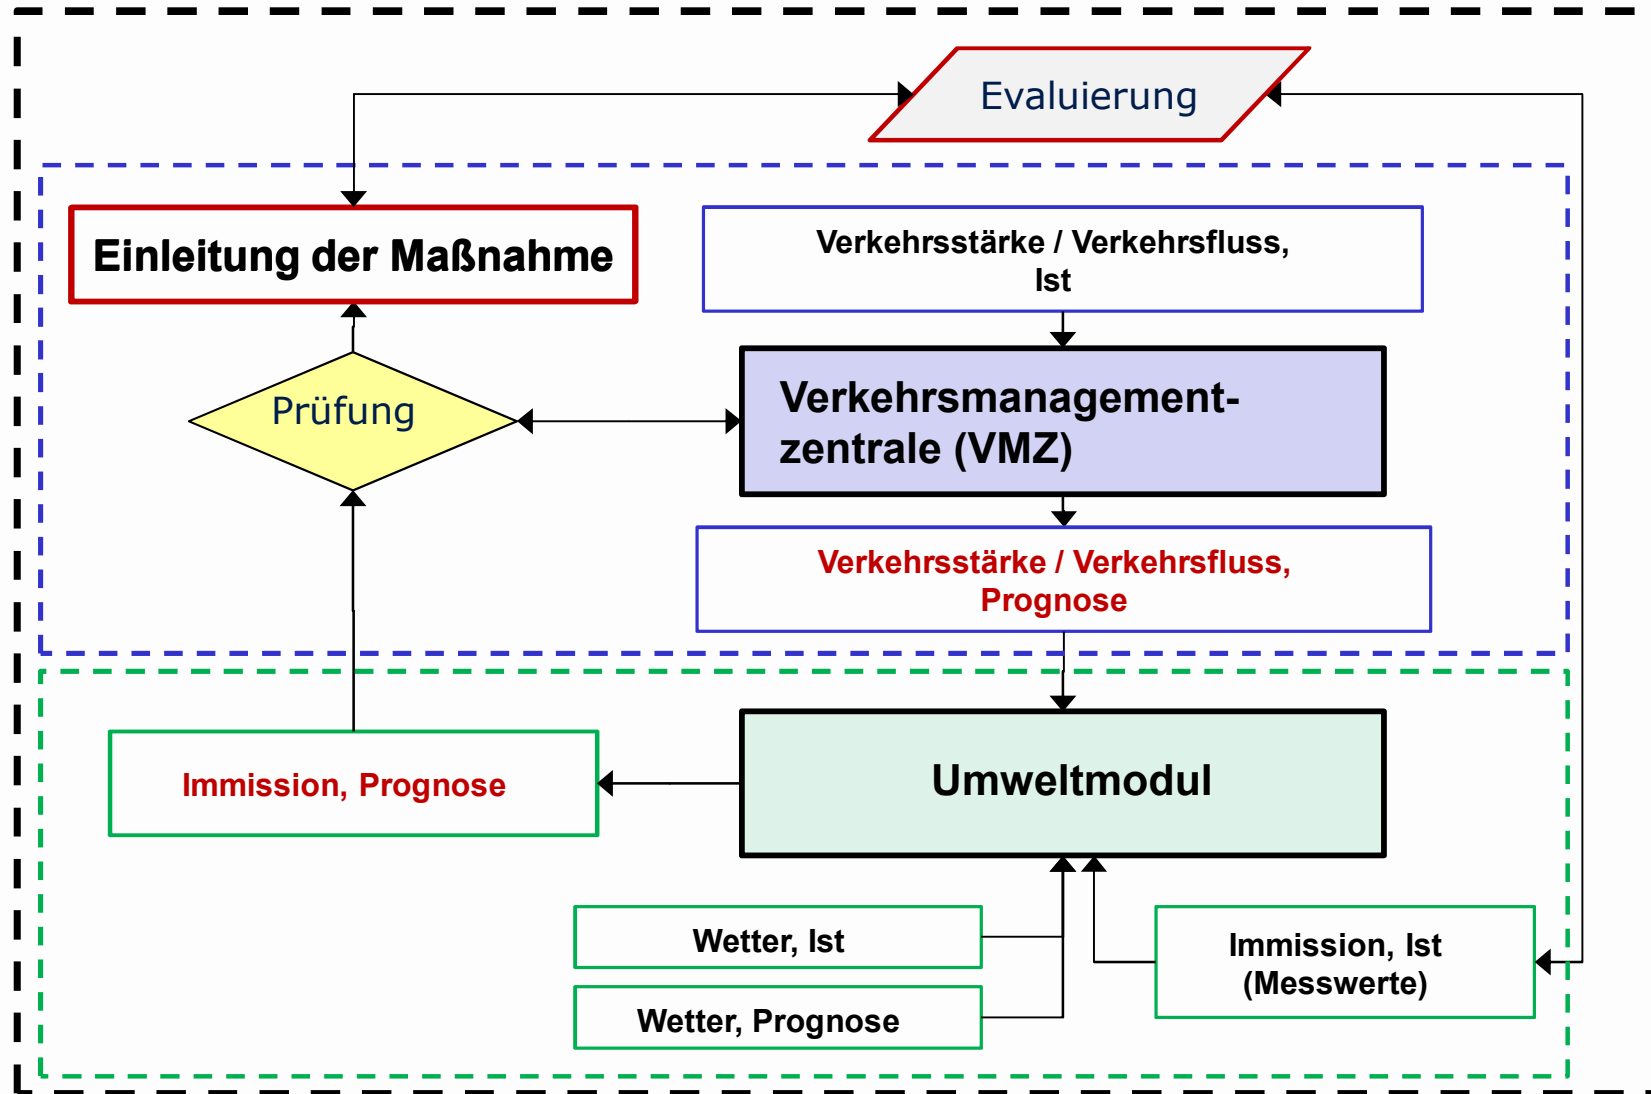 Evaluierung
Einleitung der Maßnahme
Verkehrsstärke / Verkehrsfluss,
Ist
Prüfung
Verkehrsmanagement-
zentrale (VMZ)
Verkehrsstärke / Verkehrsfluss,
Prognose
Immission, Prognose
Umweltmodul
Wetter, Ist
Wetter, Prognose
Immission, Ist
(Messwerte)